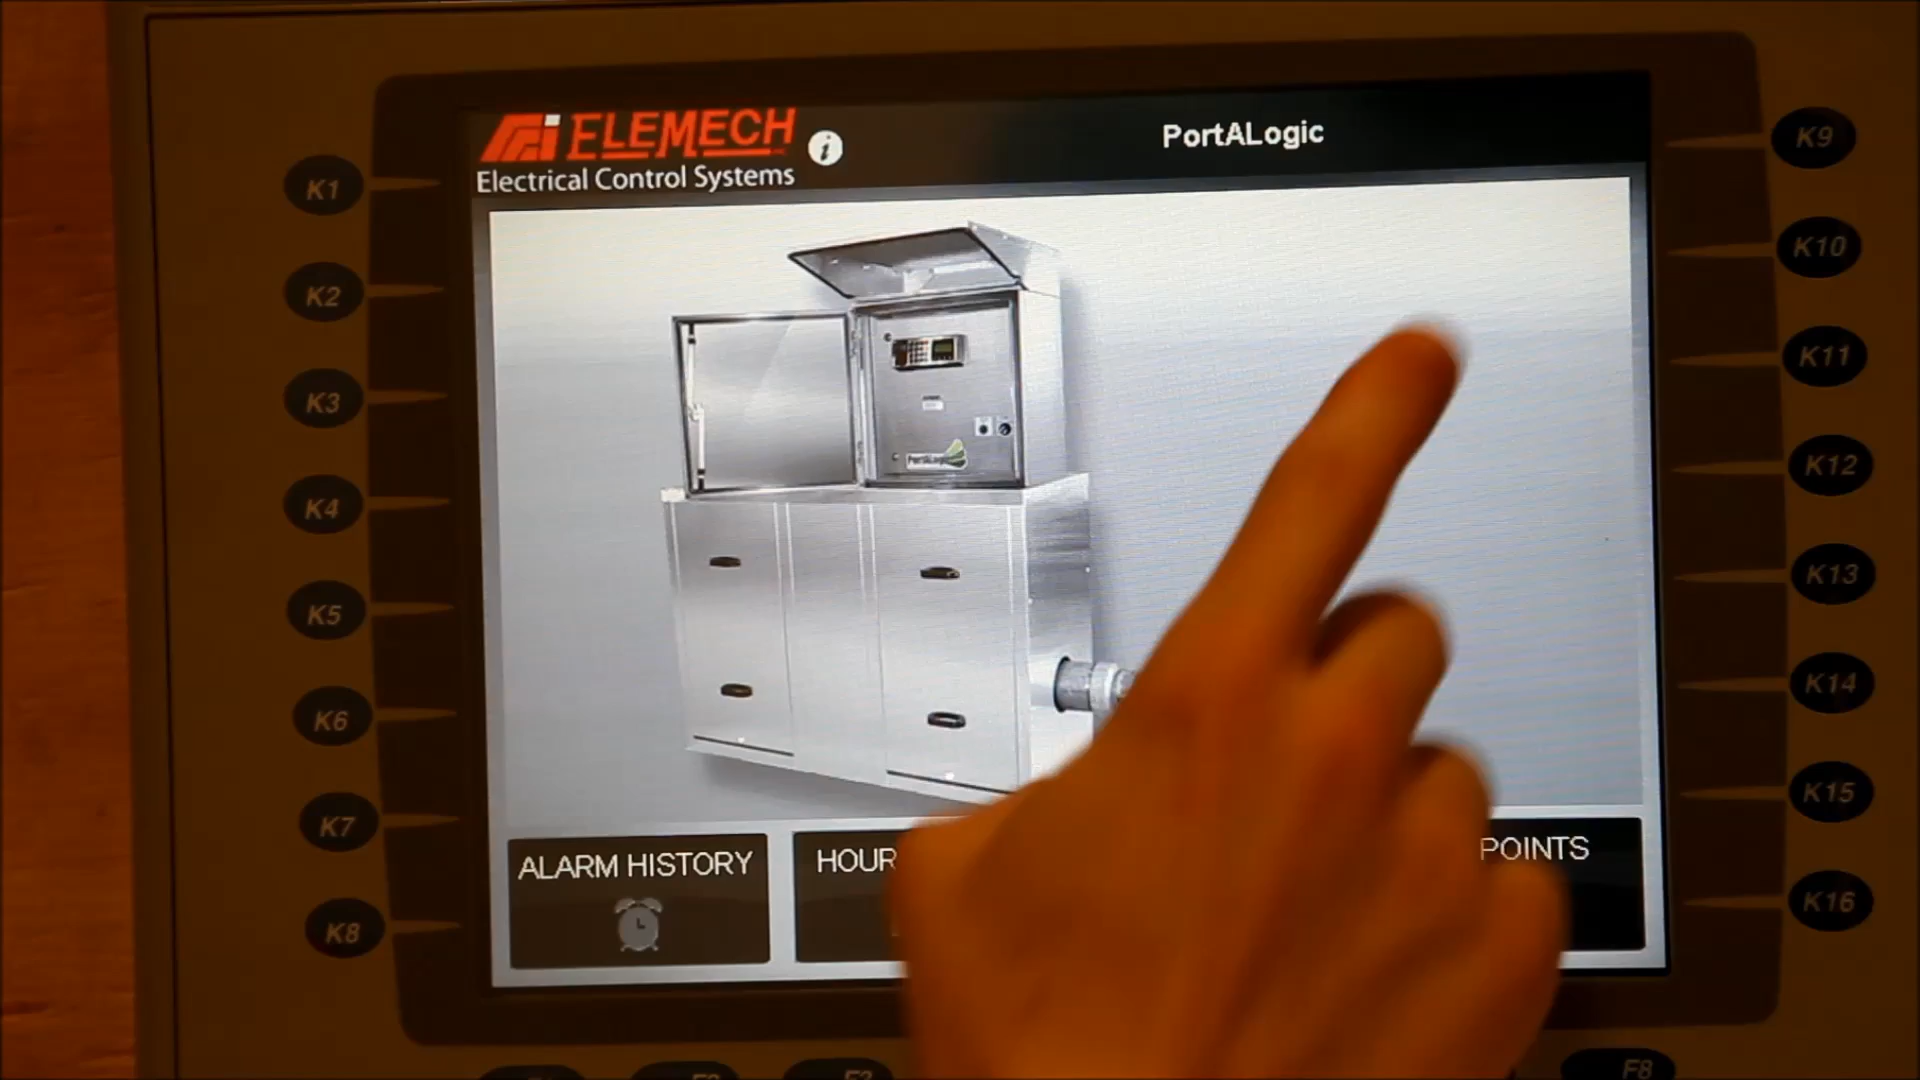 ELEMECH
Electrical Control Systems
i
PortALogic
K1
K2
K3
K4
K5
K6
K7
K8
K9
K10
K11
K12
K13
K14
K15
K16
PortALogic
ALARM HISTORY
HOUR
POINTS
F8